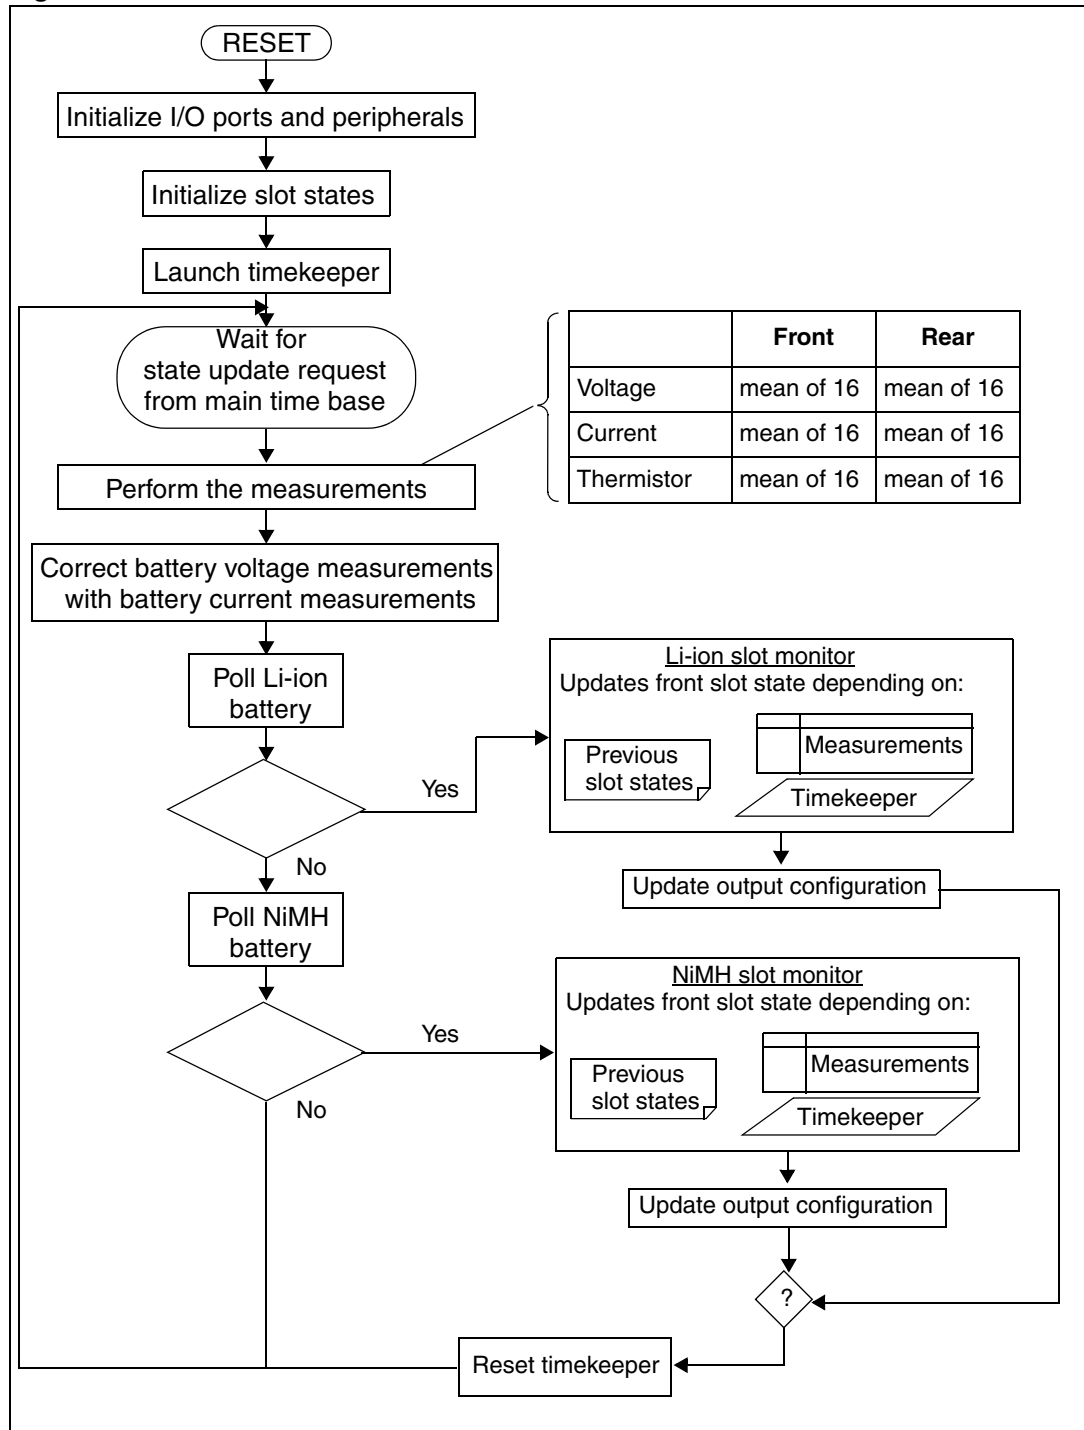 RESET
Initialize I/O ports and peripherals
Initialize slot states
Launch timekeeper
Wait for
state update request
from main time base
Front Rear
Voltage mean of 16 mean of 16
Current mean of 16 mean of 16
Thermistor mean of 16 mean of 16
Perform the measurements
Correct battery voltage measurements
with battery current measurements
Poll Li-ion
battery
Yes
No
Li-ion slot monitor
Updates front slot state depending on:
Previous
slot states
Measurements
Timekeeper
Update output configuration
Poll NiMH
battery
Yes
No
NiMH slot monitor
Updates front slot state depending on:
Previous
slot states
Measurements
Timekeeper
Update output configuration
?
Reset timekeeper